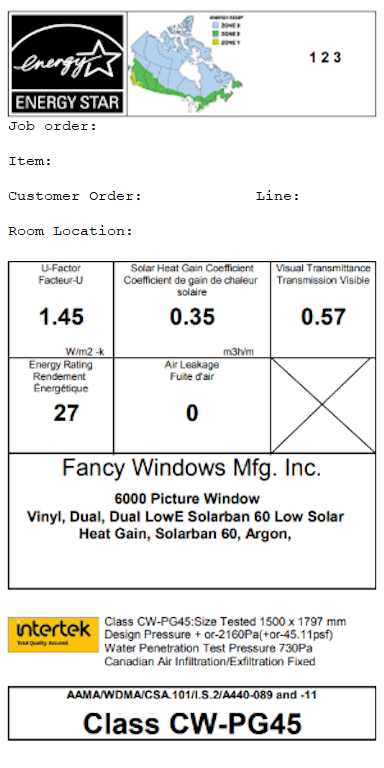 energy
ENERGY STAR
ENERGY STAR®
ZONE 3
ZONE 2
ZONE 1
1 2 3
Job order:
Item:
Customer Order: Line:
Room Location:
U-Factor
Facteur-U
1.45
W/m2 -k
Solar Heat Gain Coefficient
Coefficient de gain de chaleur
solaire
0.35
m3h/m
Visual Transmittance
Transmission Visible
0.57
Energy Rating
Rendement
Énergétique
27
Air Leakage
Fuite d'air
0
Fancy Windows Mfg. Inc.
6000 Picture Window
Vinyl, Dual, Dual LowE Solarban 60 Low Solar
Heat Gain, Solarban 60, Argon,
intertek
Total Quality. Assured.
Class CW-PG45:Size Tested 1500 x 1797 mm
Design Pressure + or-2160Pa(+or-45.11psf)
Water Penetration Test Pressure 730Pa
Canadian Air Infiltration/Exfiltration Fixed
AAMA/WDMA/CSA.101/I.S.2/A440-089 and -11
Class CW-PG45